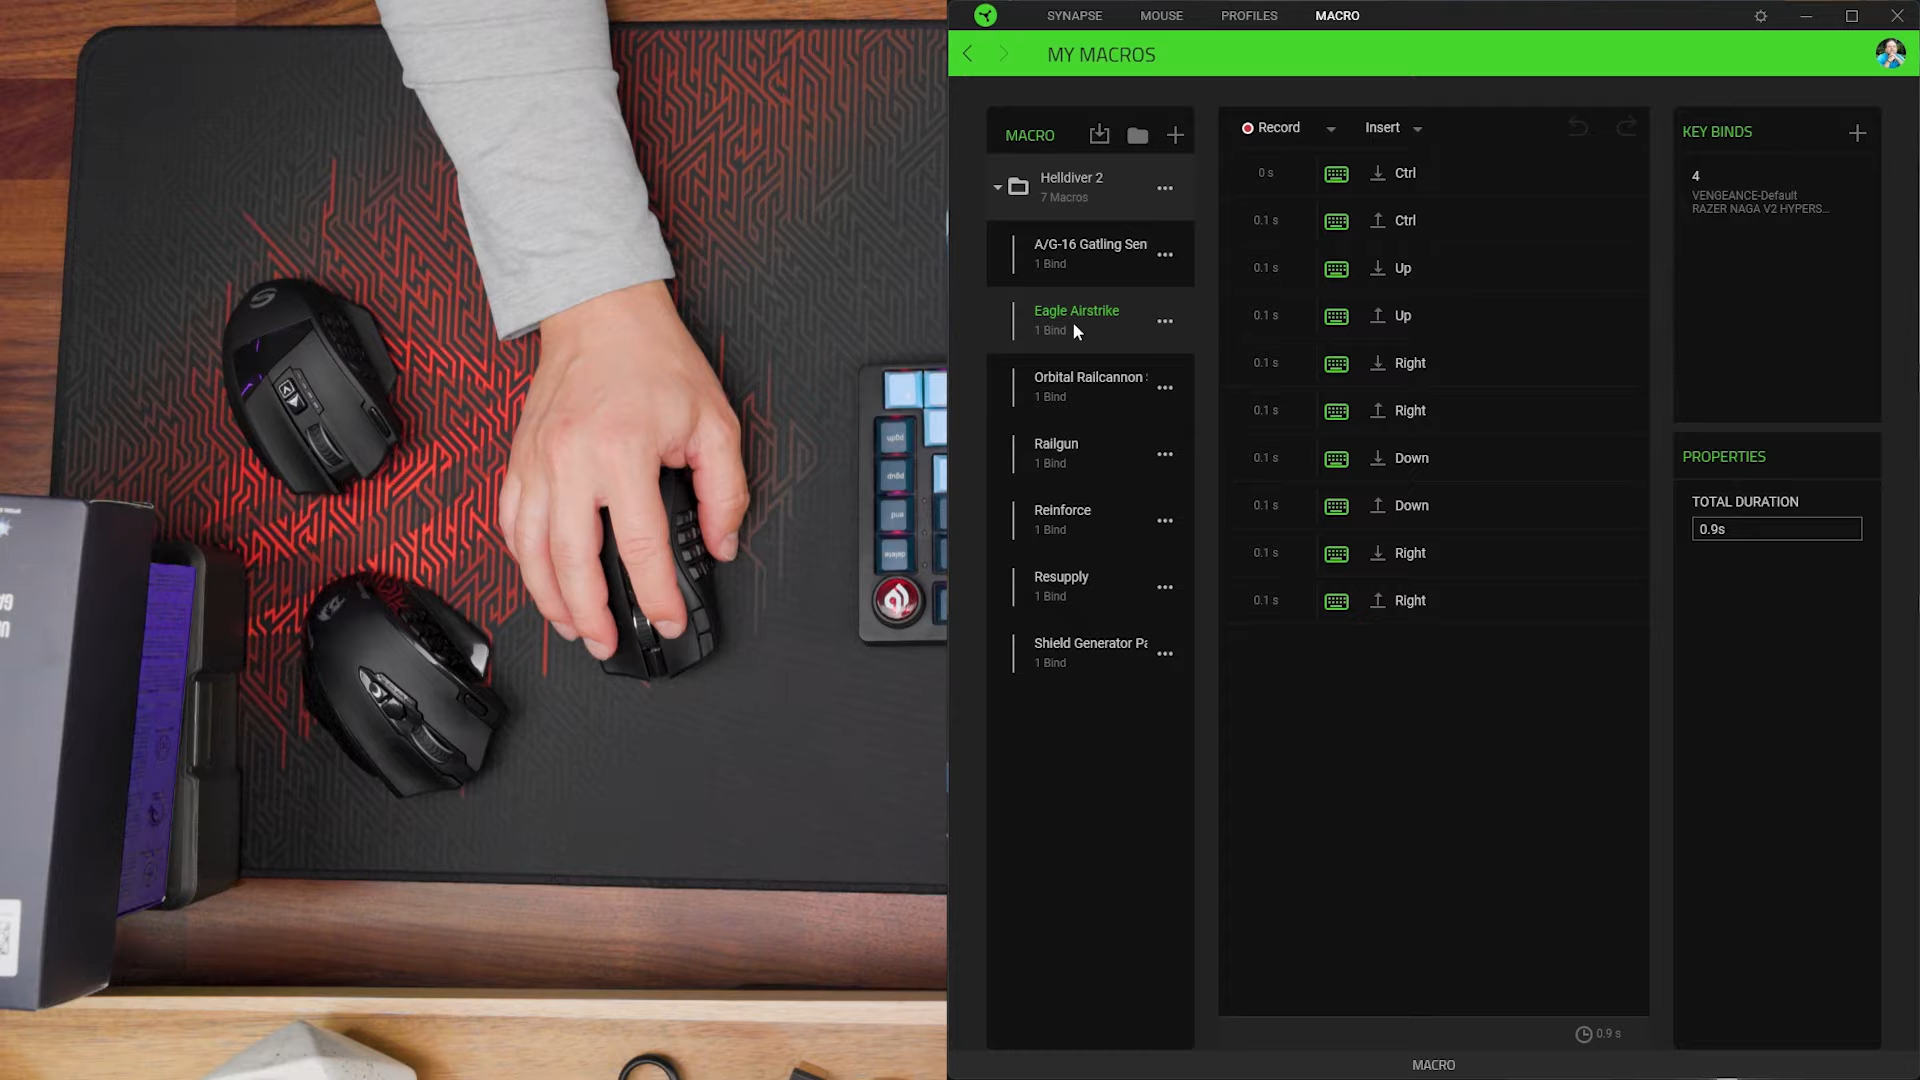 SYNAPSE
MOUSE
PROFILES
MACRO
MY MACROS
MACRO
Helldiver 2
7 Macros
A/G-16 Gatling Sen
1 Bind
Eagle Airstrike
1 Bind
Orbital Railcannon
1 Bind
Railgun
1 Bind
Reinforce
1 Bind
Resupply
1 Bind
Shield Generator Pa
1 Bind
Record
Insert
0 s Ctrl
0.1 s Ctrl
0.1 s Up
0.1 s Up
0.1 s Right
0.1 s Right
0.1 s Down
0.1 s Down
0.1 s Right
0.1 s Right
0.9 s
MACRO
KEY BINDS
4
VENGEANCE-Default
RAZER NAGA V2 HYPERS...
PROPERTIES
TOTAL DURATION
0.9s
pgup
end
delete